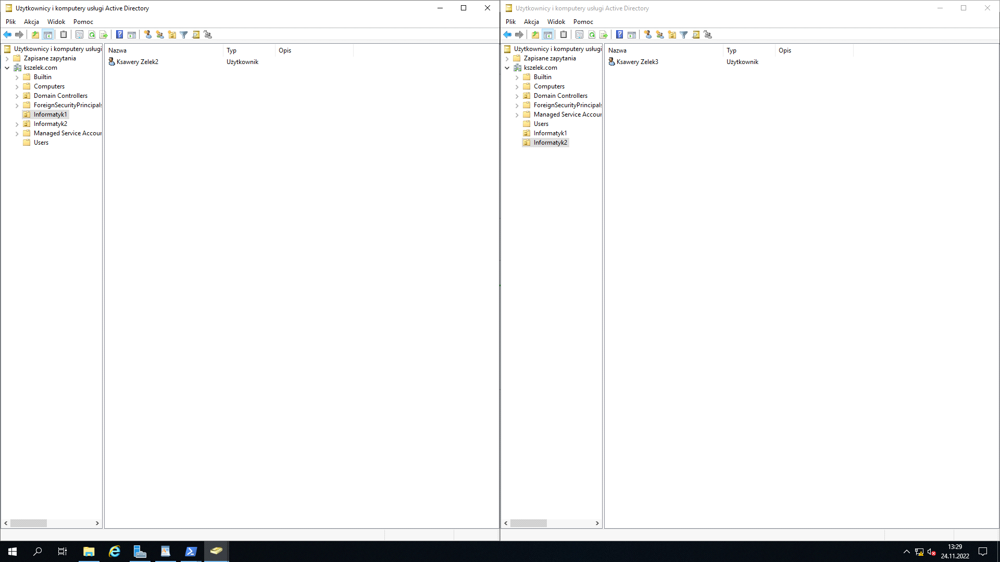 Użytkownicy i komputery usługi Active Directory
Plik Akcja Widok Pomoc
Użytkownicy i komputery usługi
Zapisane zapytania
kszelek.com
Builtin
Computers
Domain Controllers
ForeignSecurityPrincipals
Informatyk1
Informatyk2
Managed Service Accour
Users
Nazwa Typ Opis
Ksawery Zelek2 Użytkownik
Użytkownicy i komputery usługi Active Directory
Plik Akcja Widok Pomoc
Użytkownicy i komputery usługi
Zapisane zapytania
kszelek.com
Builtin
Computers
Domain Controllers
ForeignSecurityPrincipals
Managed Service Accour
Users
Informatyk1
Informatyk2
Nazwa Typ Opis
Ksawery Zelek3 Użytkownik
13:29
24.11.2022